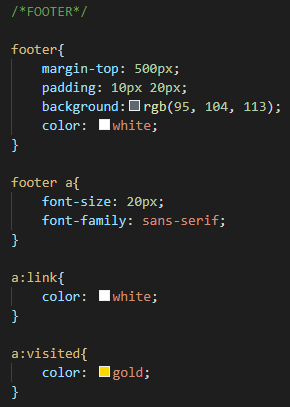 /*FOOTER*/
footer{
margin-top: 500px;
padding: 10px 20px;
background: rgb(95, 104, 113);
color: white;
}
footer a{
font-size: 20px;
font-family: sans-serif;
}
a:link{
color: white;
}
a:visited{
color: gold;
}